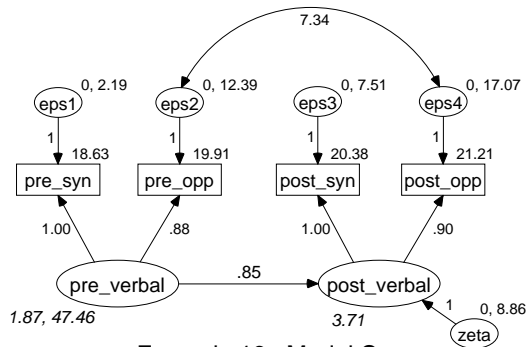 7.34
0, 2.19
0, 12.39
0, 7.51
0, 17.07
eps1
eps2
eps3
eps4
1
1
1
1
18.63
19.91
20.38
21.21
pre_syn
pre_opp
post_syn
post_opp
1.00
.88
1.00
.90
.85
pre_verbal
post_verbal
1.87, 47.46
3.71
1
0, 8.86
zeta